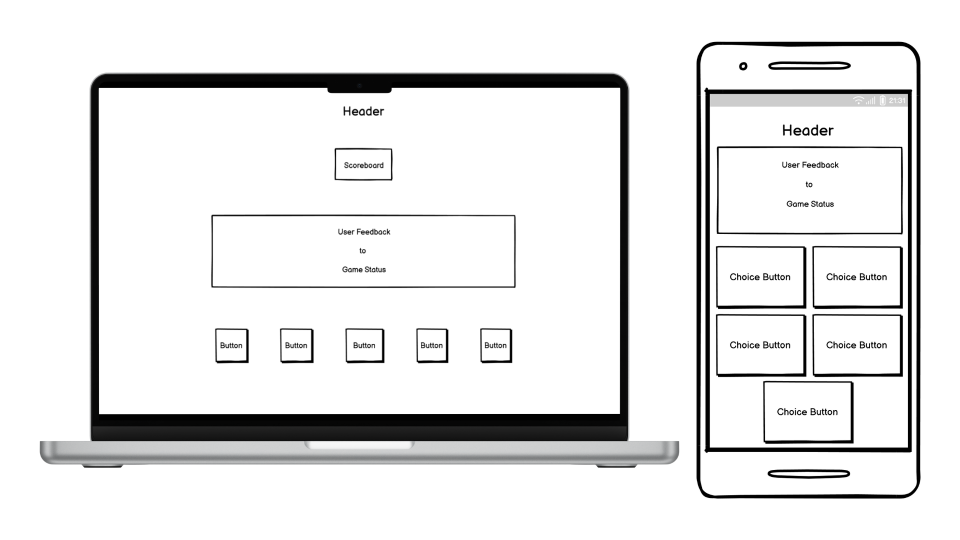 Header
Scoreboard
User Feedback
to
Game Status
Button
Button
Button
Button
Button
21:31
Header
User Feedback
to
Game Status
Choice Button
Choice Button
Choice Button
Choice Button
Choice Button